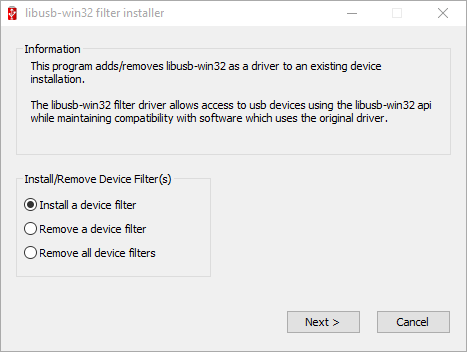 libusb-win32 filter installer
Information
This program adds/removes libusb-win32 as a driver to an existing device
installation.
The libusb-win32 filter driver allows access to usb devices using the libusb-win32 api
while maintaining compatibility with software which uses the original driver.
Install/Remove Device Filter(s)
Install a device filter
Remove a device filter
Remove all device filters
Next >
Cancel